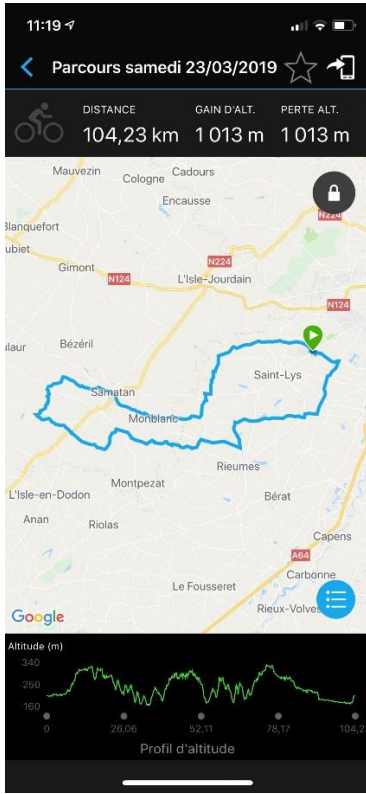 11:19
Parcours samedi 23/03/2019
DISTANCE GAIN D'ALT. PERTE ALT.
104,23 km 1 013 m 1 013 m
Mauvezin
Cologne
Cadours
Encausse
Blanquefort
N224
ubiet
Gimont
N124
N224
L'Isle-Jourdain
N124
ulaur
Bézéril
Saint-Lys
Samatan
Monblanc
Rieumes
Montpezat
L'Isle-en-Dodon
Bérat
Anan
Riolas
Capens
A64
Carbonne
Le Fousseret
Rieux-Volves
Google
Altitude (m)
340
250
160
0 26,06 52,11 78,17 104,2
Profil d'altitude